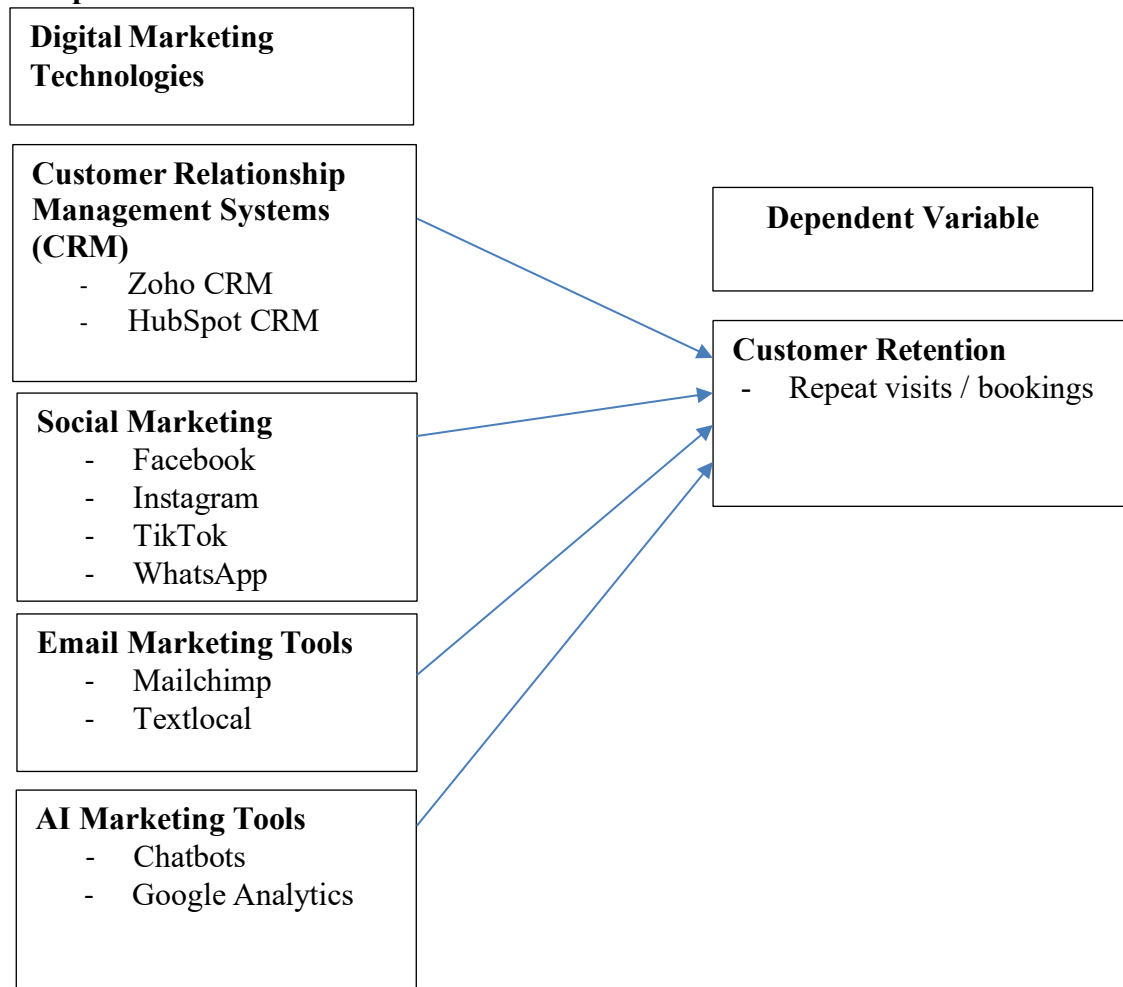 Digital Marketing
Technologies
Customer Relationship
Management Systems
(CRM)
- Zoho CRM
- HubSpot CRM
Social Marketing
- Facebook
- Instagram
- TikTok
- WhatsApp
Email Marketing Tools
- Mailchimp
- Textlocal
AI Marketing Tools
- Chatbots
- Google Analytics
Dependent Variable
Customer Retention
- Repeat visits / bookings